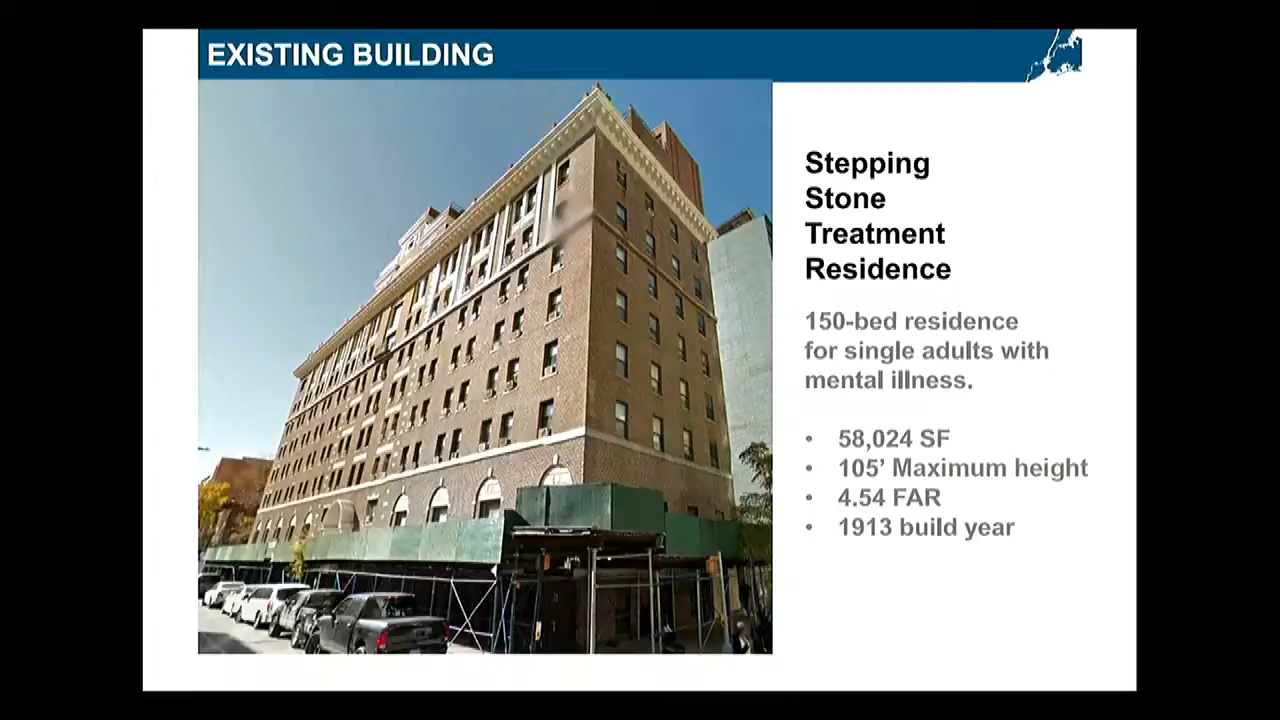 EXISTING BUILDING
Stepping
Stone
Treatment
Residence
150-bed residence
for single adults with
mental illness.
• 58,024 SF
• 105’ Maximum height
• 4.54 FAR
• 1913 build year